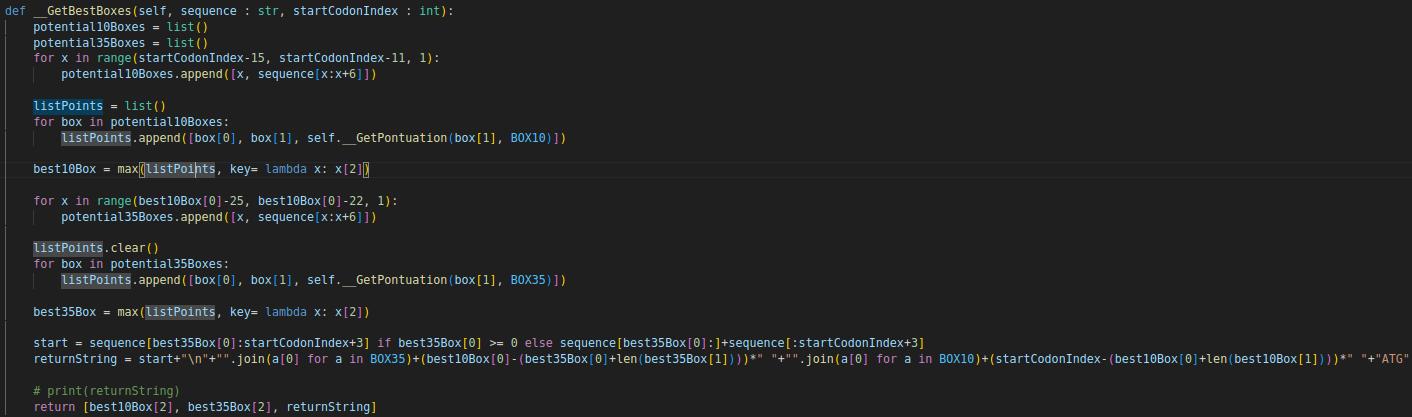 def __GetBestBoxes(self, sequence : str, startCodonIndex : int):
    potential10Boxes = list()
    potential35Boxes = list()
    for x in range(startCodonIndex-15, startCodonIndex-11, 1):
        potential10Boxes.append([x, sequence[x:x+6]])
    listPoints = list()
    for box in potential10Boxes:
        listPoints.append([box[0], box[1], self.__GetPontuation(box[1], BOX10)])
    best10Box = max(listPoints, key= lambda x: x[2])
    for x in range(best10Box[0]-25, best10Box[0]-22, 1):
        potential35Boxes.append([x, sequence[x:x+6]])
    listPoints.clear()
    for box in potential35Boxes:
        listPoints.append([box[0], box[1], self.__GetPontuation(box[1], BOX35)])
    best35Box = max(listPoints, key= lambda x: x[2])
    start = sequence[best35Box[0]:startCodonIndex+3] if best35Box[0] >= 0 else sequence[best35Box[0]:]+sequence[:startCodonIndex+3]
    returnString = start+"\n"+"".join(a[0] for a in BOX35)+(best10Box[0]-(best35Box[0]+len(best35Box[1])))*" "+"".join(a[0] for a in BOX10)+(startCodonIndex-(best10Box[0]+len(best10Box[1])))*" "+"ATG"
    # print(returnString)
    return [best10Box[2], best35Box[2], returnString]